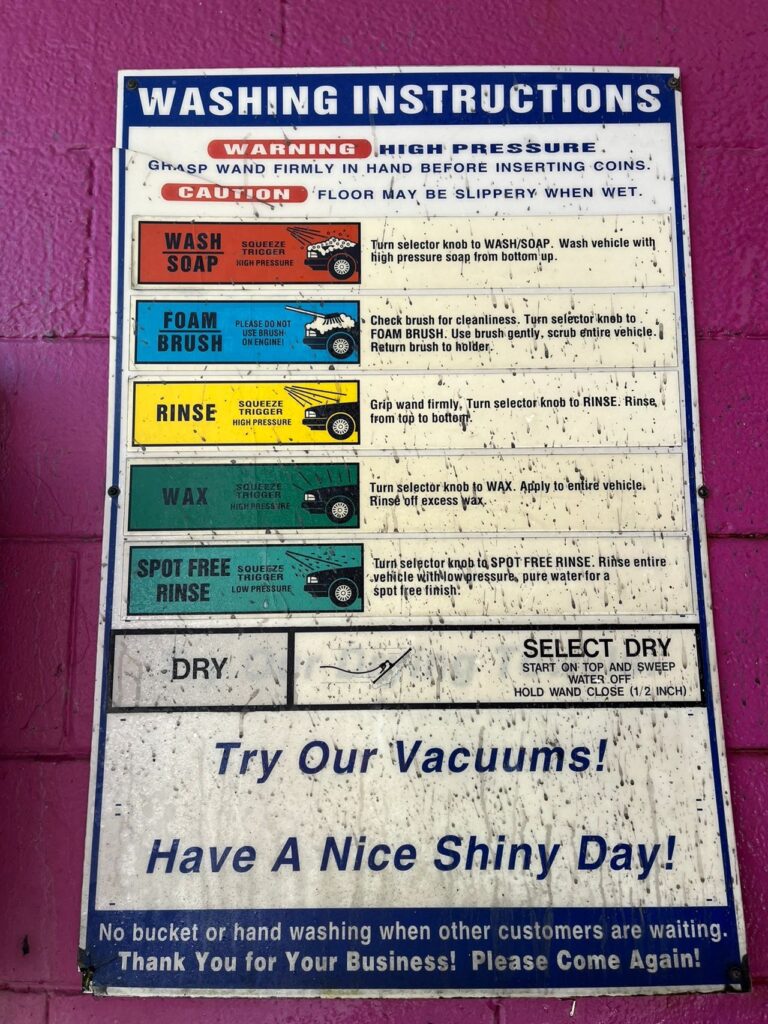 WASHING INSTRUCTIONS
WARNING HIGH PRESSURE
GRASP WAND FIRMLY IN HAND BEFORE INSERTING COINS.
CAUTION FLOOR MAY BE SLIPPERY WHEN WET.
WASH
SOAP
SQUEEZE
TRIGGER
HIGH PRESSURE
Turn selector knob to WASH/SOAP. Wash vehicle with
high pressure soap from bottom up.
FOAM
BRUSH
PLEASE DO NOT
USE BRUSH
ON ENGINE!
Check brush for cleanliness. Turn selector knob to
FOAM BRUSH. Use brush gently, scrub entire vehicle.
Return brush to holder.
RINSE
SQUEEZE
TRIGGER
HIGH PRESSURE
Grip wand firmly. Turn selector knob to RINSE. Rinse
from top to bottom.
WAX
SQUEEZE
TRIGGER
HIGH PRESSURE
Turn selector knob to WAX. Apply to entire vehicle.
Rinse off excess wax.
SPOT FREE
RINSE
SQUEEZE
TRIGGER
LOW PRESSURE
Turn selector knob to SPOT FREE RINSE. Rinse entire
vehicle with low pressure, pure water for a
spot free finish.
DRY
SELECT DRY
START ON TOP AND SWEEP
WATER OFF
HOLD WAND CLOSE (1/2 INCH)
Try Our Vacuums!
Have A Nice Shiny Day!
No bucket or hand washing when other customers are waiting.
Thank You for Your Business! Please Come Again!